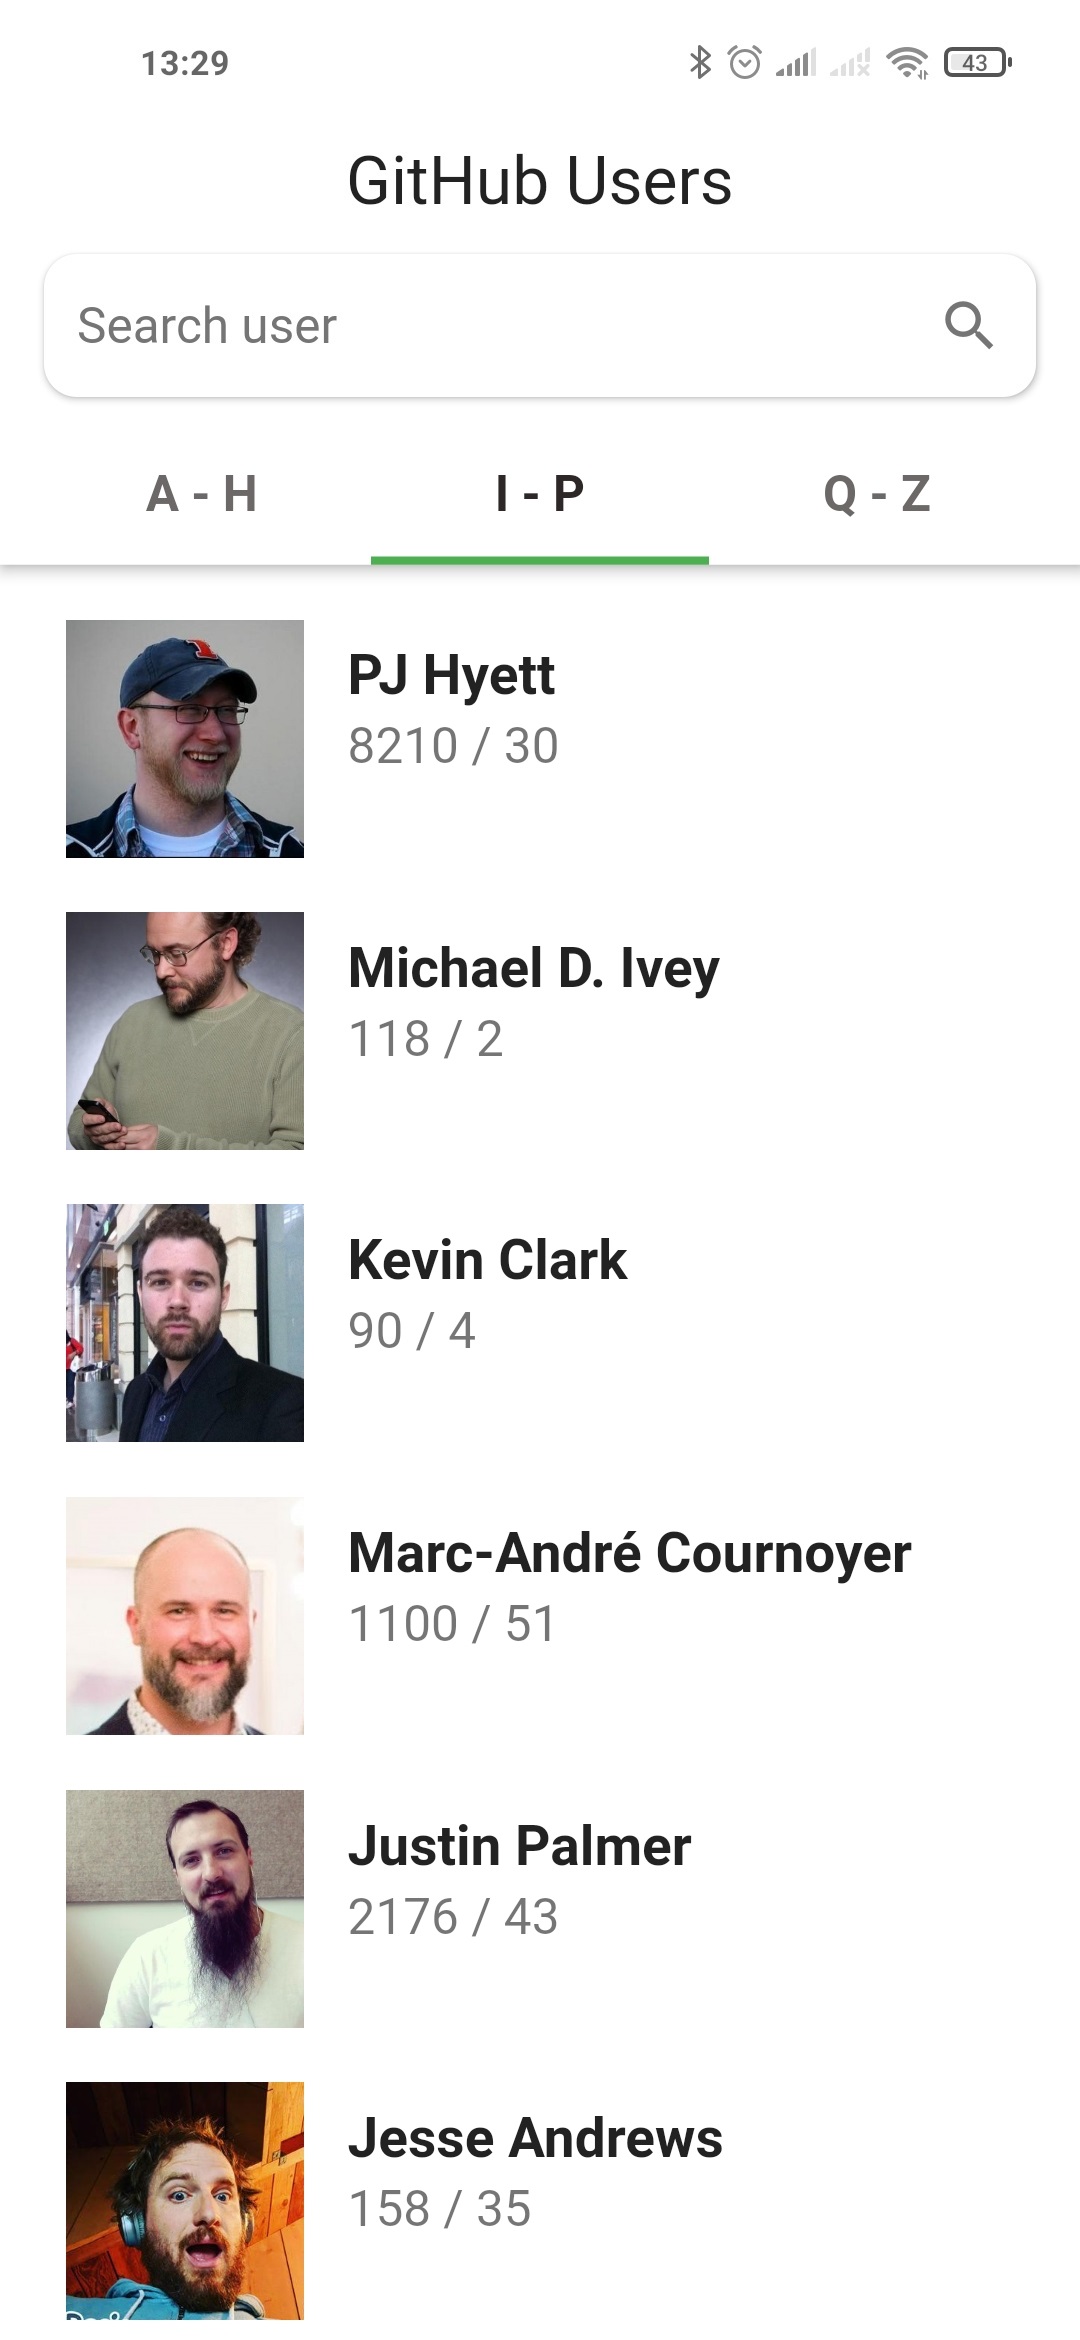 13:29
43
GitHub Users
Search user
A - H
I - P
Q - Z
PJ Hyett
8210 / 30
Michael D. Ivey
118 / 2
Kevin Clark
90 / 4
Marc-André Cournoyer
1100 / 51
Justin Palmer
2176 / 43
Jesse Andrews
158 / 35